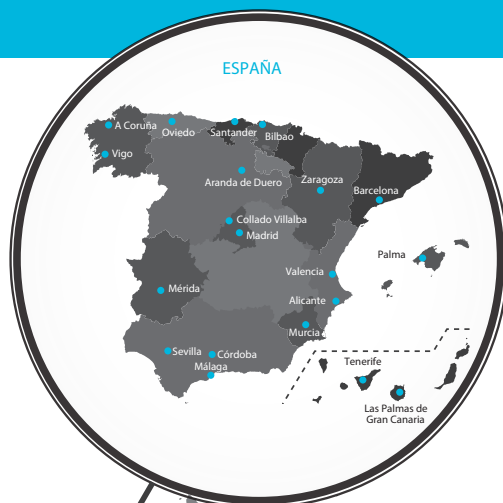 ESPAÑA
A Coruña
Oviedo
Santander
Bilbao
Vigo
Aranda de Duero
Zaragoza
Barcelona
Collado Villalba
Madrid
Palma
Valencia
Mérida
Alicante
Murcia
Sevilla
Córdoba
Málaga
Tenerife
Las Palmas de
Gran Canaria